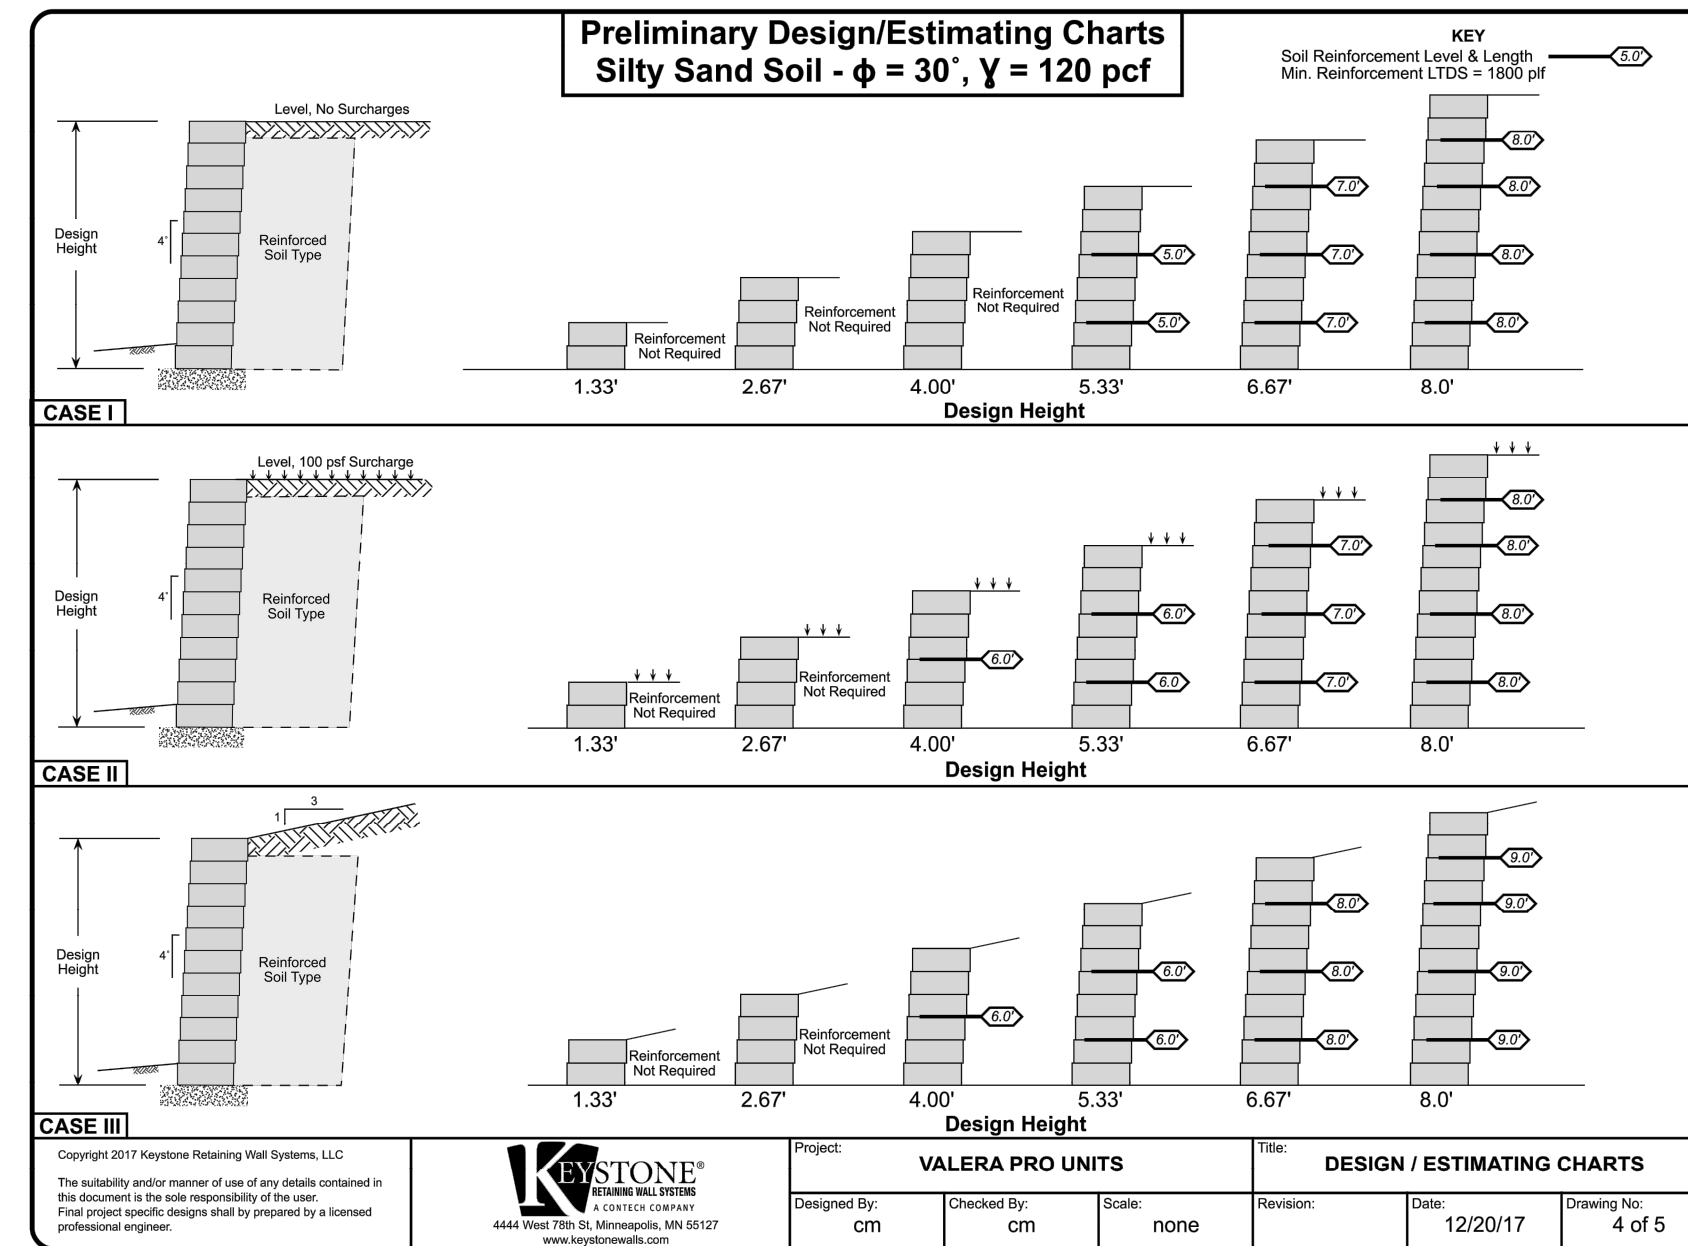 Preliminary Design/Estimating Charts
Silty Sand Soil - ϕ = 30°, Ɣ = 120 pcf
KEY
Soil Reinforcement Level & Length
5.0'
Min. Reinforcement LTDS = 1800 plf
Level, No Surcharges
Design
Height
4°
Reinforced
Soil Type
Reinforcement
Not Required
Reinforcement
Not Required
Reinforcement
Not Required
5.0'
5.0'
7.0'
7.0'
7.0'
8.0'
8.0'
8.0'
8.0'
1.33' 2.67' 4.00' 5.33' 6.67' 8.0'
CASE I
Design Height
Level, 100 psf Surcharge
Design
Height
4°
Reinforced
Soil Type
Reinforcement
Not Required
Reinforcement
Not Required
6.0'
6.0'
6.0
7.0'
7.0'
7.0'
8.0'
8.0'
8.0'
8.0'
1.33' 2.67' 4.00' 5.33' 6.67' 8.0'
CASE II
Design Height
3
1
Design
Height
4°
Reinforced
Soil Type
Reinforcement
Not Required
Reinforcement
Not Required
6.0'
6.0'
6.0'
8.0'
8.0'
8.0'
9.0'
9.0'
9.0'
9.0'
1.33' 2.67' 4.00' 5.33' 6.67' 8.0'
CASE III
Design Height
Copyright 2017 Keystone Retaining Wall Systems, LLC
The suitability and/or manner of use of any details contained in
this document is the sole responsibility of the user.
Final project specific designs shall by prepared by a licensed
professional engineer.
KEYSTONE®
RETAINING WALL SYSTEMS
A CONTECH COMPANY
4444 West 78th St, Minneapolis, MN 55127
www.keystonewalls.com
Project:
VALERA PRO UNITS
Title:
DESIGN / ESTIMATING CHARTS
Designed By:
cm
Checked By:
cm
Scale:
none
Revision:
Date:
12/20/17
Drawing No:
4 of 5